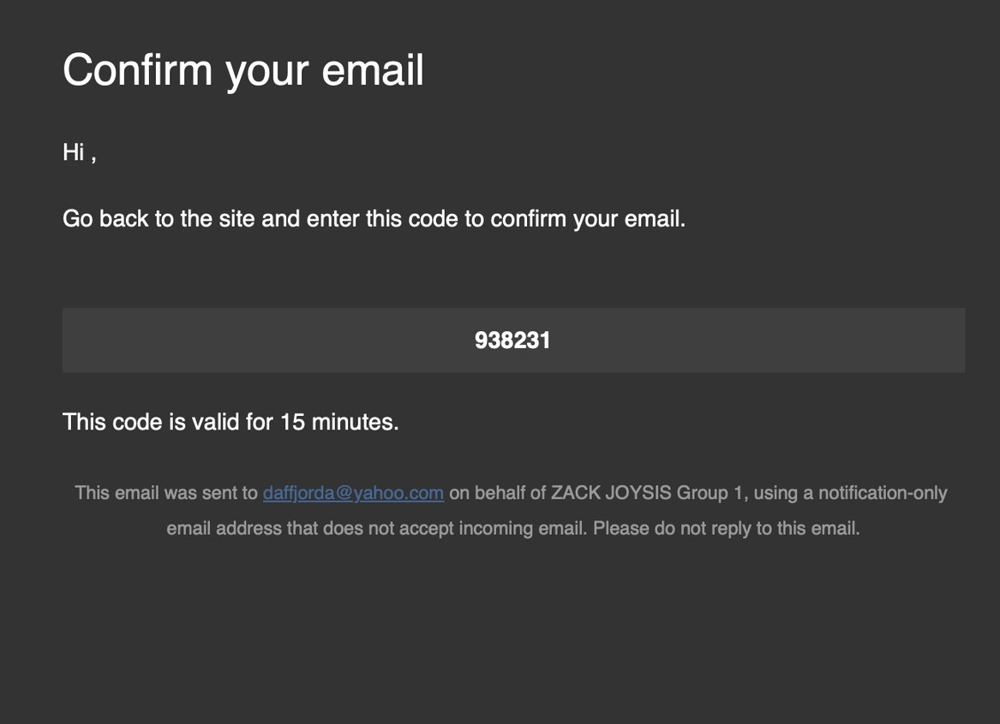 Confirm your email
Hi ,
Go back to the site and enter this code to confirm your email.
938231
This code is valid for 15 minutes.
This email was sent to daffjorda@yahoo.com on behalf of ZACK JOYSIS Group 1, using a notification-only
email address that does not accept incoming email. Please do not reply to this email.